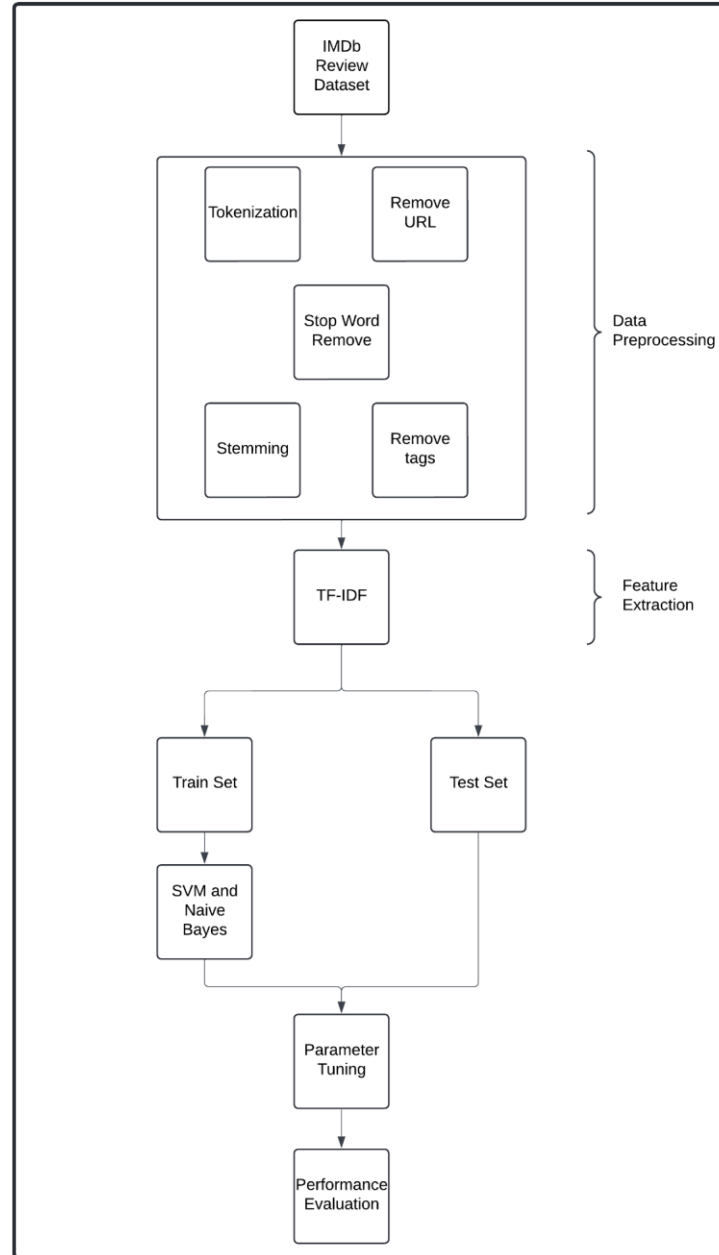 IMDb
Review
Dataset
Tokenization
Remove
URL
Stop Word
Remove
Data
Preprocessing
Stemming
Remove
tags
TF-IDF
Feature
Extraction
Train Set
Test Set
SVM and
Naive
Bayes
Parameter
Tuning
Performance
Evaluation